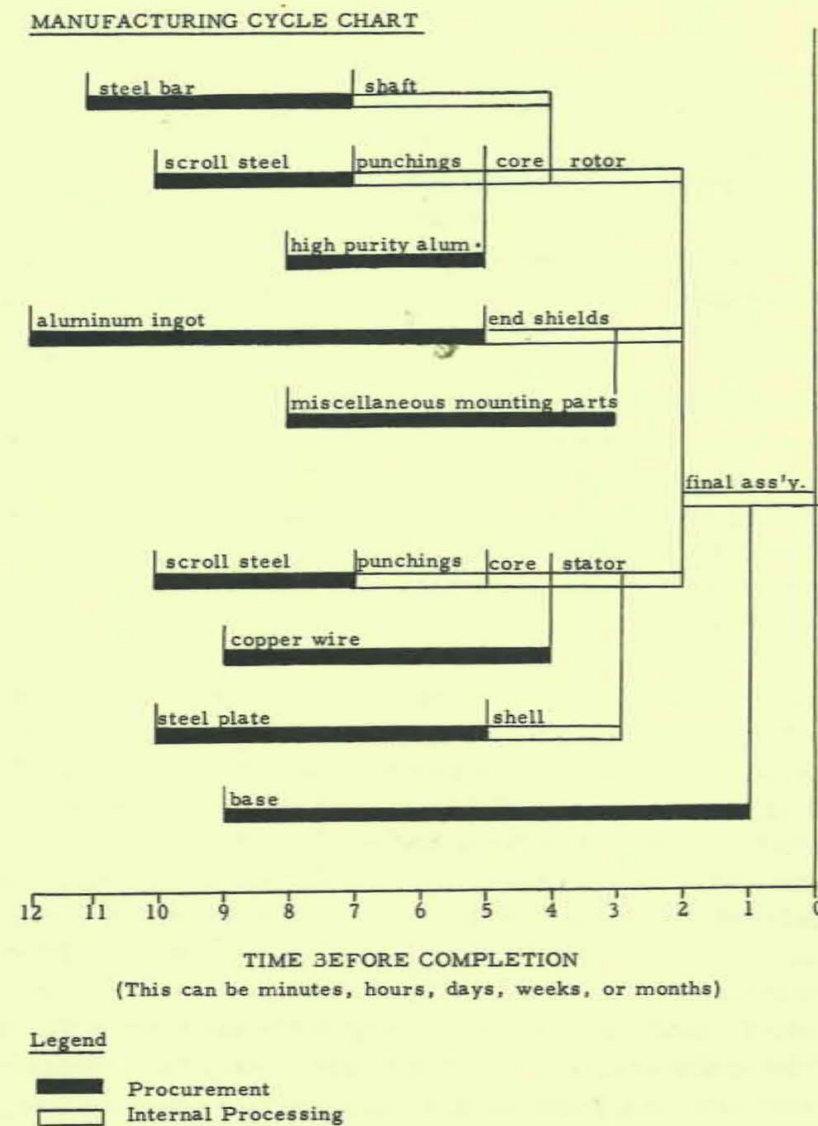 MANUFACTURING CYCLE CHART
steel bar shaft
scroll steel punchings core rotor
high purity alum.
aluminum ingot end shields
miscellaneous mounting parts
final ass'y.
scroll steel punchings core stator
copper wire
steel plate shell
base
12 11 10 9 8 7 6 5 4 3 2 1 0
TIME BEFORE COMPLETION
(This can be minutes, hours, days, weeks, or months)
Legend
Procurement
Internal Processing